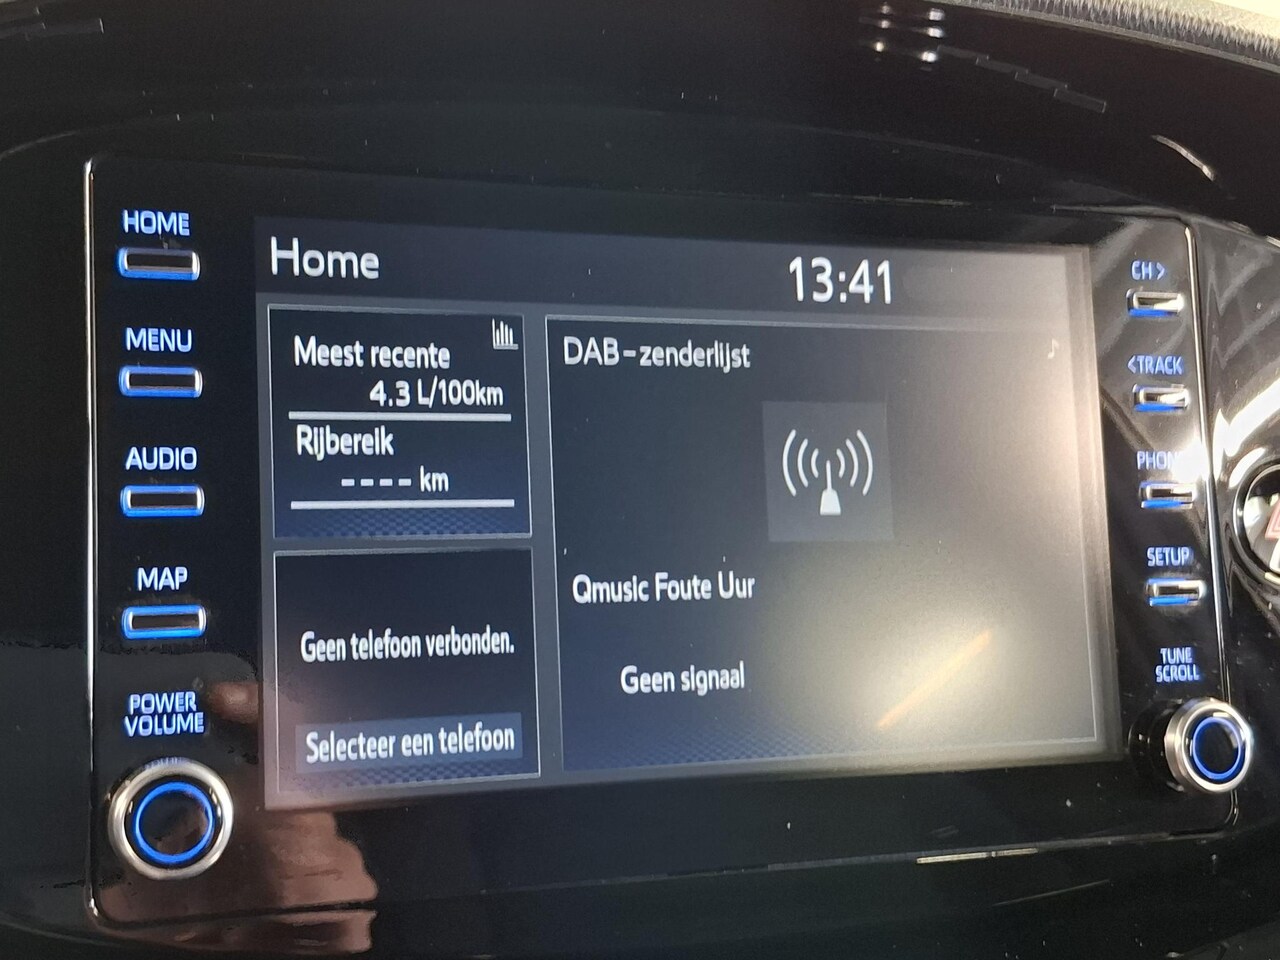 HOME
MENU
AUDIO
MAP
POWER
VOLUME
Home
13:41
Meest recente
4.3 L/100km
Rijbereik
---- km
Geen telefoon verbonden.
Selecteer een telefoon
DAB-zenderlijst
Qmusic Foute Uur
Geen signaal
CH >
< TRACK
PHONE
SETUP
TUNE
SCROLL